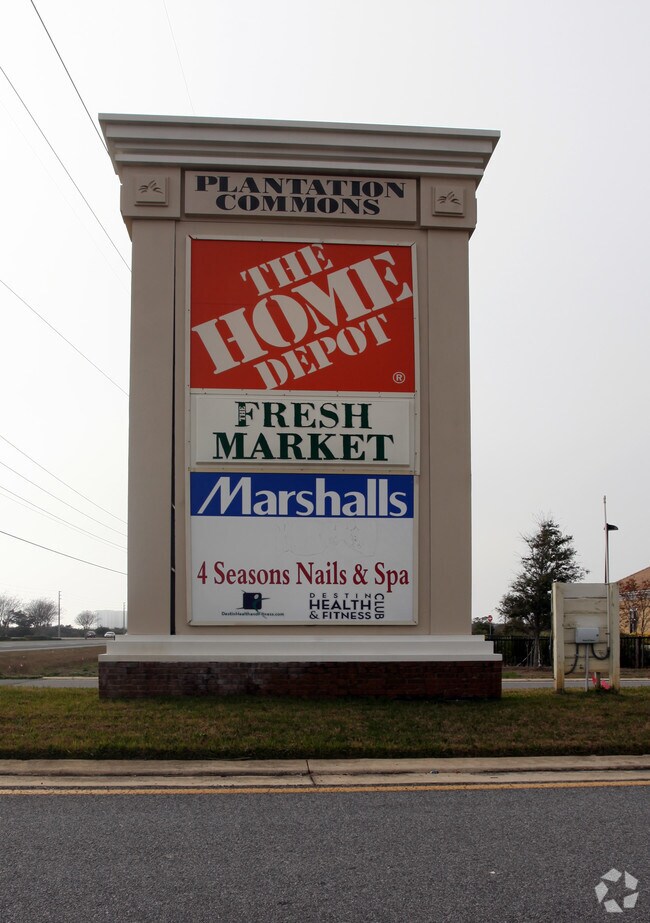 PLANTATION
COMMONS
THE
HOME
DEPOT
®
THE FRESH
MARKET
Marshalls
4 Seasons Nails & Spa
DESTIN
HEALTH
& FITNESS
CLUB